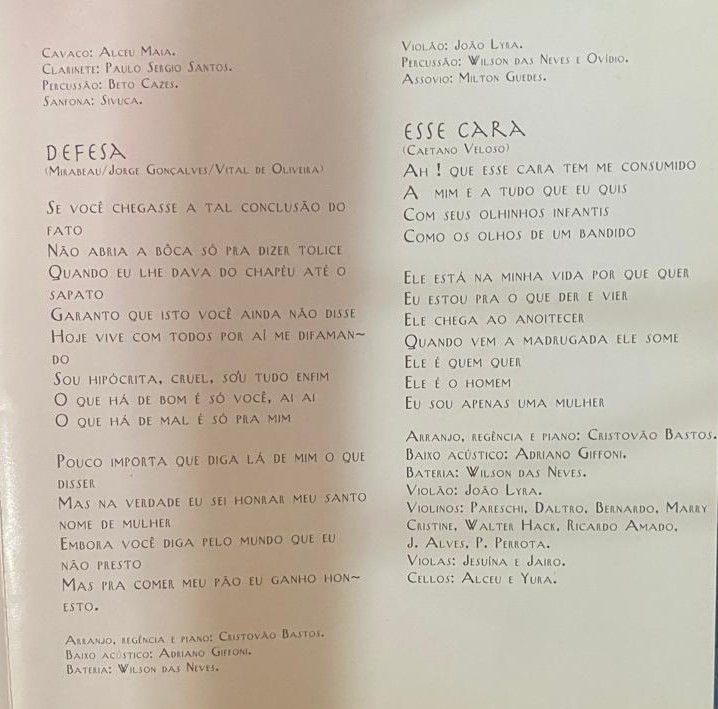 CAVACO: ALCEU MAIA.
CLARINETE: PAULO SERGIO SANTOS.
PERCUSSÃO: BETO CAZES.
SANFONA: SIVUCA.
DEFESA
(MIRABEAU/JORGE GONÇALVES/VITAL DE OLIVEIRA)
SE VOCÊ CHEGASSE A TAL CONCLUSÃO DO
FATO
NÃO ABRIA A BÔCA SÓ PRA DIZER TOLICE
QUANDO EU LHE DAVA DO CHAPÉU ATÉ O
SAPATO
GARANTO QUE ISTO VOCÊ AINDA NÃO DISSE
HOJE VIVE COM TODOS POR AÍ ME DIFAMAN~
DO
SOU HIPÓCRITA, CRUEL, SÓU TUDO ENFIM
O QUE HÁ DE BOM É SÓ VOCÊ, AI AI
O QUE HÁ DE MAL É SÓ PRA MIM
POUCO IMPORTA QUE DIGA LÁ DE MIM O QUE
DISSER
MAS NA VERDADE EU SEI HONRAR MEU SANTO
NOME DE MULHER
EMBORA VOCÊ DIGA PELO MUNDO QUE EU
NÃO PRESTO
MAS PRA COMER MEU PÃO EU GANHO HON~
ESTO.
ARRANJO, REGÊNCIA E PIANO: CRISTOVÃO BASTOS.
BAIXO ACÚSTICO: ADRIANO GIFFONI.
BATERIA: WILSON DAS NEVES.
VIOLÃO: JOÃO LYRA.
PERCUSSÃO: WILSON DAS NEVES E OVÍDIO.
ASSOVIO: MILTON GUEDES.
ESSE CARA
(CAETANO VELOSO)
AH ! QUE ESSE CARA TEM ME CONSUMIDO
A MIM E A TUDO QUE EU QUIS
COM SEUS OLHINHOS INFANTIS
COMO OS OLHOS DE UM BANDIDO
ELE ESTÁ NA MINHA VIDA POR QUE QUER
EU ESTOU PRA O QUE DER E VIER
ELE CHEGA AO ANOITECER
QUANDO VEM A MADRUGADA ELE SOME
ELE É QUEM QUER
ELE É O HOMEM
EU SOU APENAS UMA MULHER
ARRANJO, REGÊNCIA E PIANO: CRISTOVÃO BASTOS.
BAIXO ACÚSTICO: ADRIANO GIFFONI.
BATERIA: WILSON DAS NEVES.
VIOLÃO: JOÃO LYRA.
VIOLINOS: PARESCHI, DALTRO, BERNARDO, MARRY
CRISTINE, WALTER HACK, RICARDO AMADO,
J. ALVES, P. PERROTA.
VIOLAS: JESUÍNA E JAIRO.
CELLOS: ALCEU E YURA.